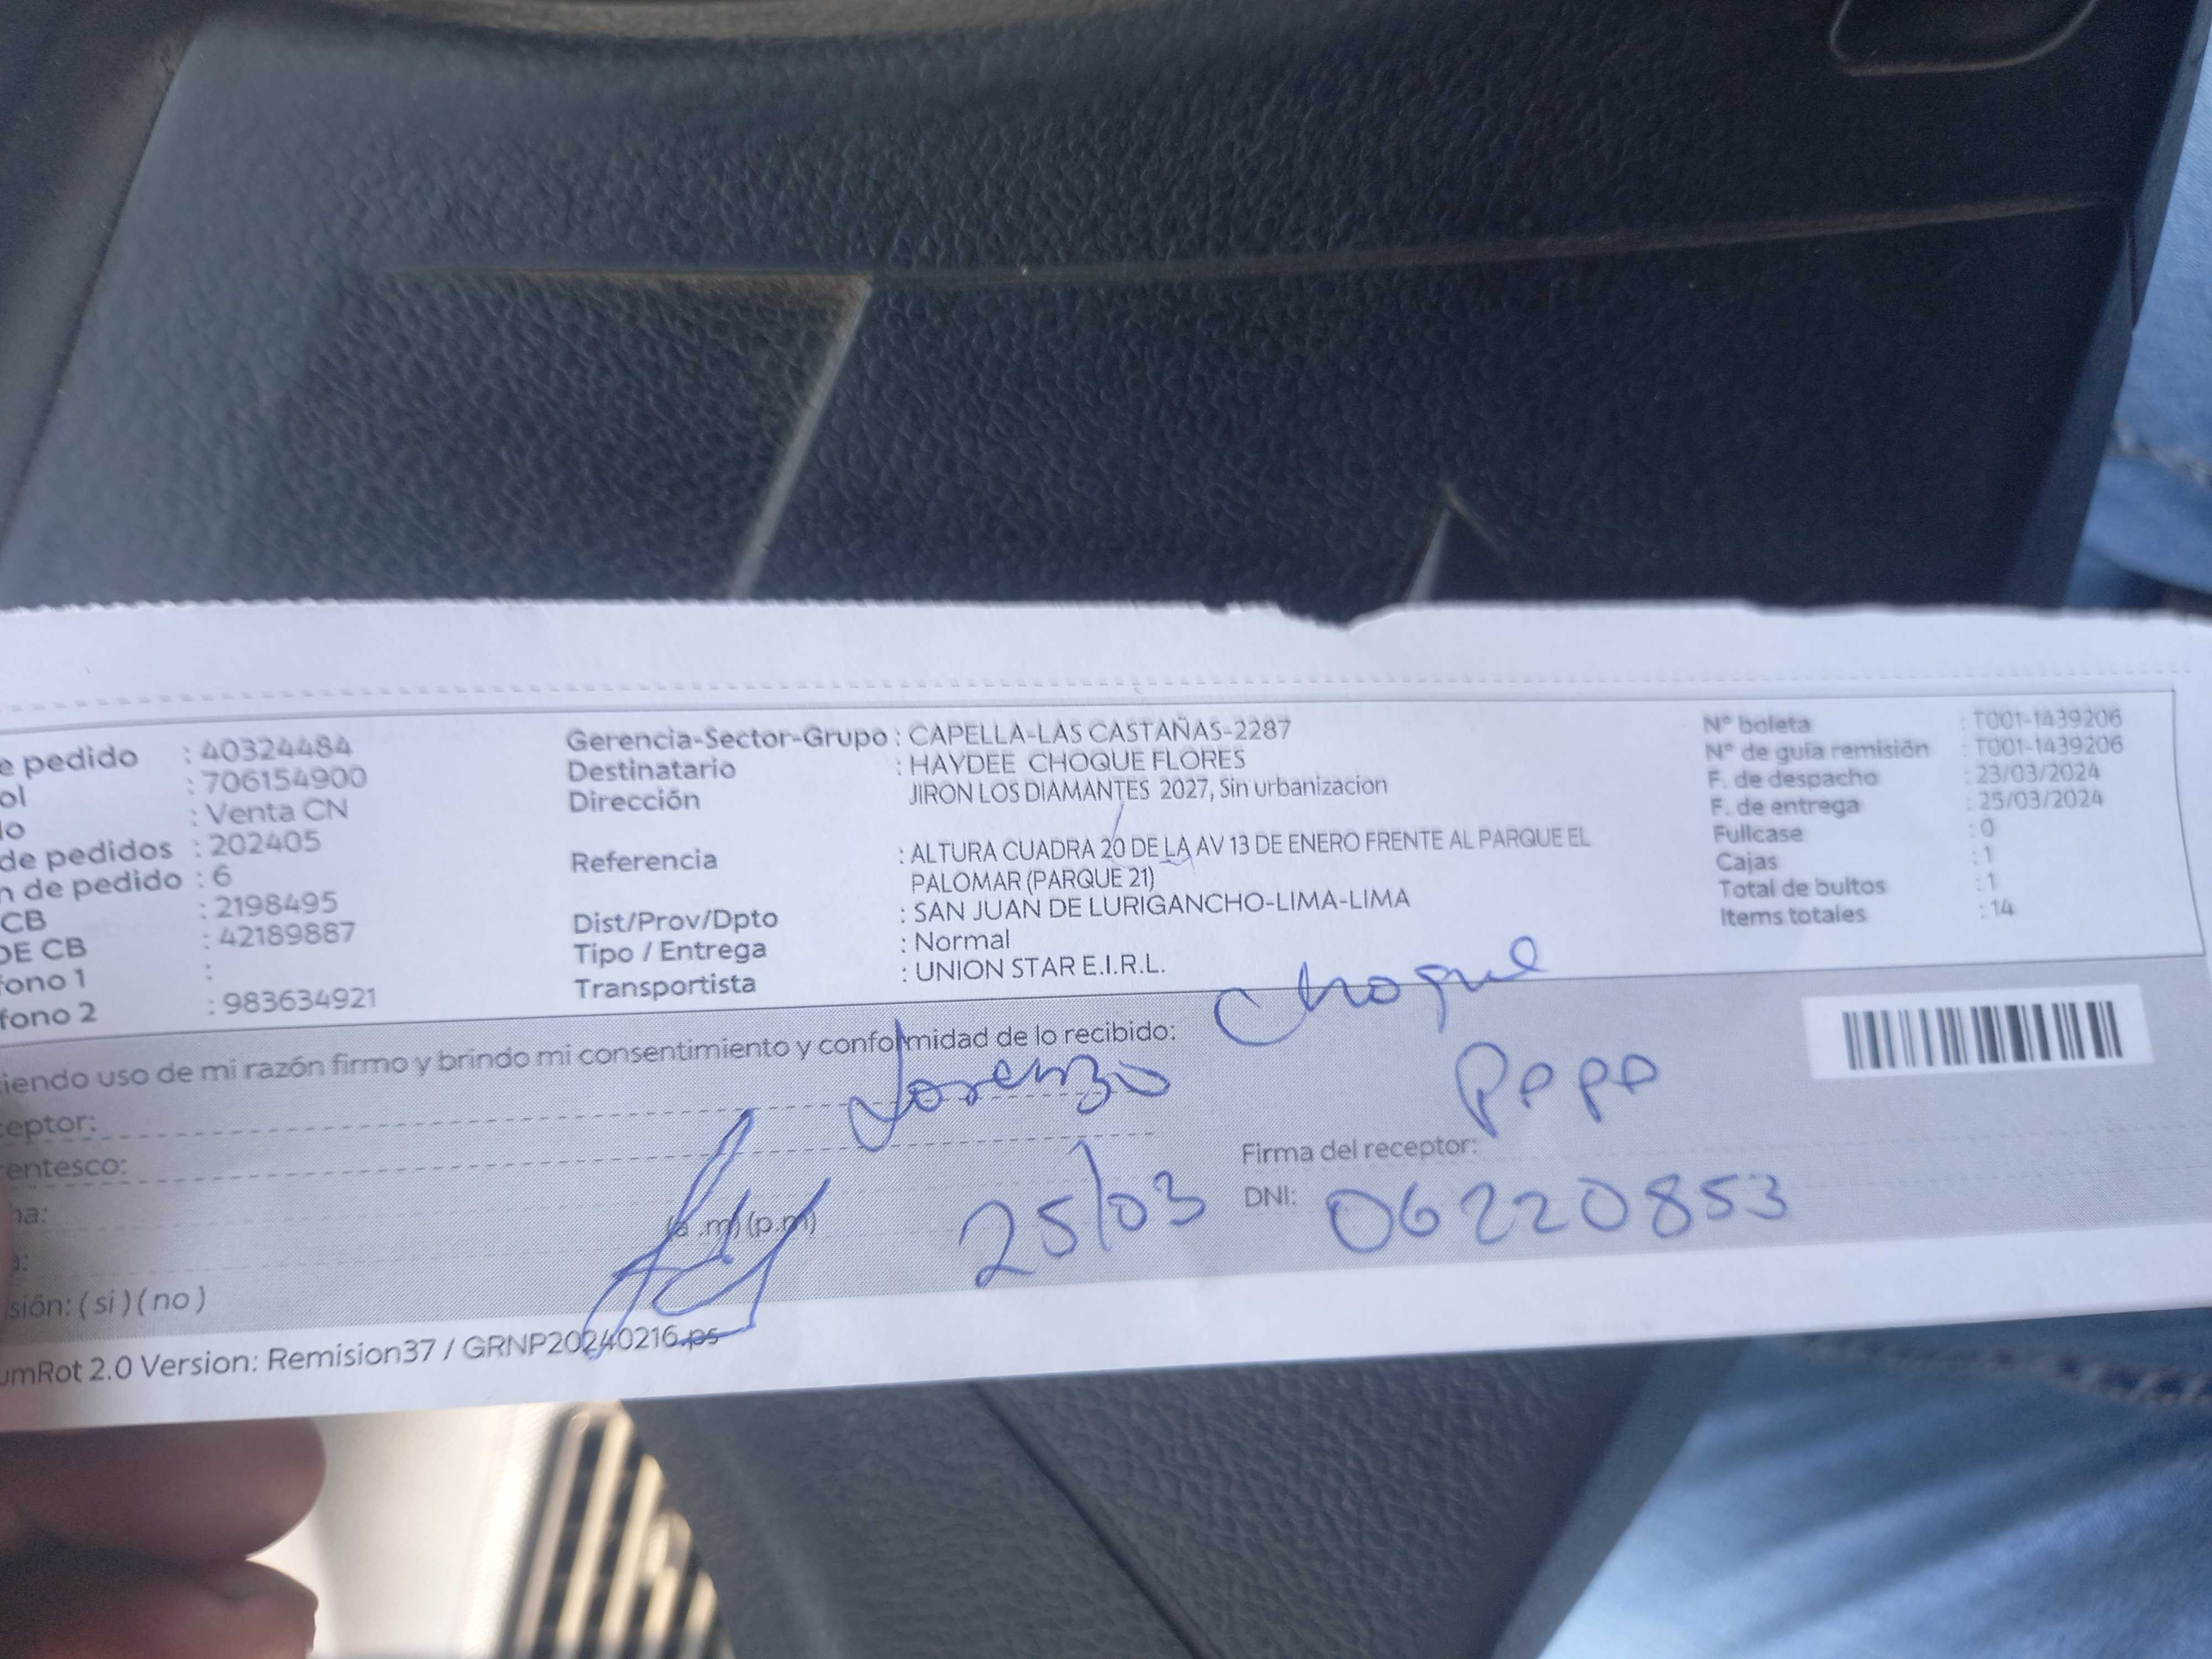 e pedido : 40324484
ol : 706154900
lo : Venta CN
de pedidos : 202405
n de pedido : 6
CB : 2198495
DE CB : 42189887
fono 1 :
fono 2 : 983634921
Gerencia-Sector-Grupo : CAPELLA-LAS CASTAÑAS-2287
Destinatario : HAYDEE CHOQUE FLORES
Dirección JIRON LOS DIAMANTES 2027, Sin urbanizacion
Referencia : ALTURA CUADRA 20 DE LA AV 13 DE ENERO FRENTE AL PARQUE EL
PALOMAR (PARQUE 21)
Dist/Prov/Dpto : SAN JUAN DE LURIGANCHO-LIMA-LIMA
Tipo / Entrega : Normal
Transportista : UNION STAR E.I.R.L.
N° boleta : T001-1439206
N° de guía remisión : T001-1439206
F. de despacho : 23/03/2024
F. de entrega : 25/03/2024
Fullcase : 0
Cajas : 1
Total de bultos : 1
Items totales : 14
iendo uso de mi razón firmo y brindo mi consentimiento y conformidad de lo recibido:
Lorenzo Choque
Papa
ceptor:
entesco:
na:
a:
(a .m) (p.m)
25/03
Firma del receptor:
DNI: 06220853
sión: ( si ) ( no )
umRot 2.0 Version: Remision37 / GRNP20240216.ps